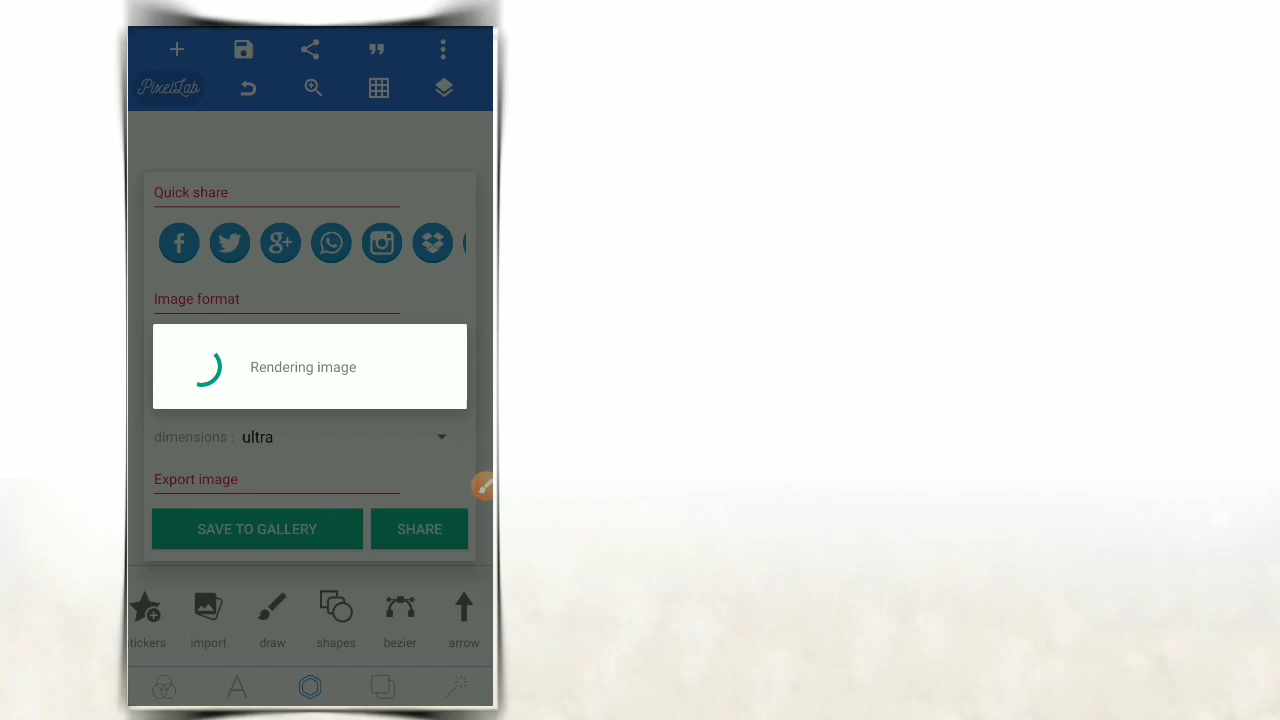 PixelLab
Quick share
Image format
Rendering image
dimensions : ultra
Export image
SAVE TO GALLERY
SHARE
stickers
import
draw
shapes
bezier
arrow